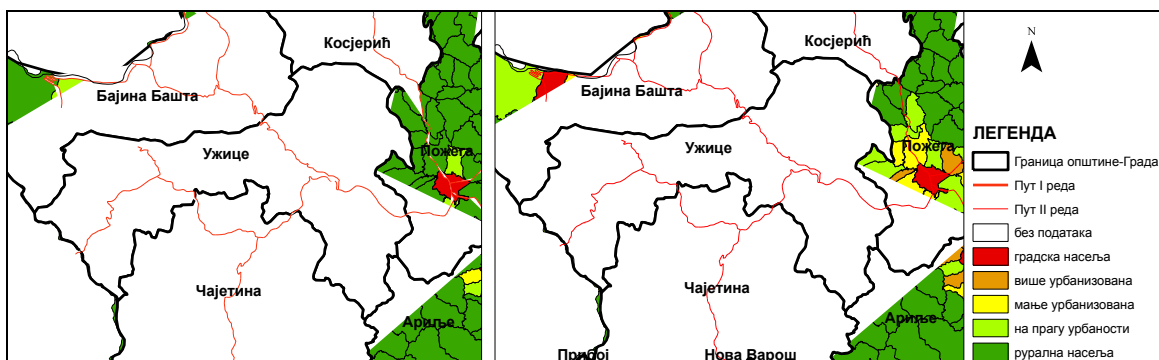 Косјерић
Бајина Башта
Ужице
Пожега
Чајетина
Ариље
Косјерић
Бајина Башта
Ужице
Пожега
Чајетина
Ариље
Прибој
Нова Варош
N
ЛЕГЕНДА
Граница општине-Града
Пут I реда
Пут II реда
без података
градска насеља
више урбанизована
мање урбанизована
на прагу урбаности
рурална насеља